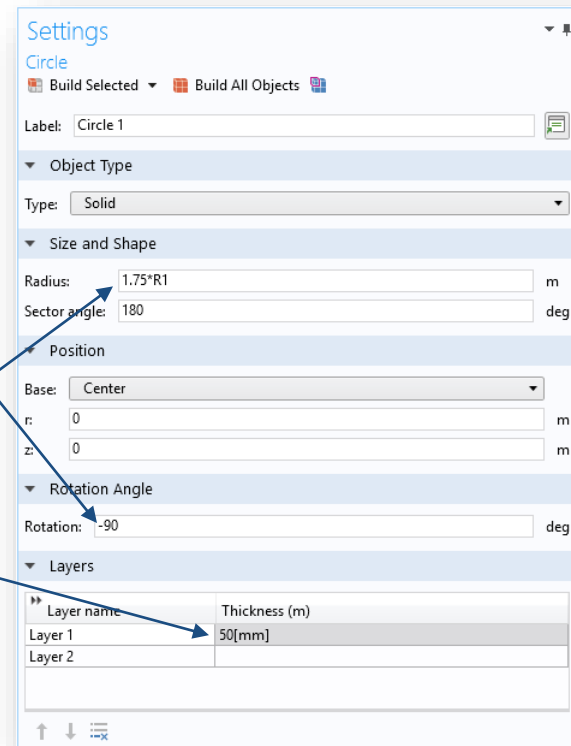 Settings
Circle
Build Selected Build All Objects
Label: Circle 1
Object Type
Type: Solid
Size and Shape
Radius: 1.75*R1 m
Sector angle: 180 deg
Position
Base: Center
r: 0 m
z: 0 m
Rotation Angle
Rotation: -90 deg
Layers
Layer name Thickness (m)
Layer 1 50[mm]
Layer 2